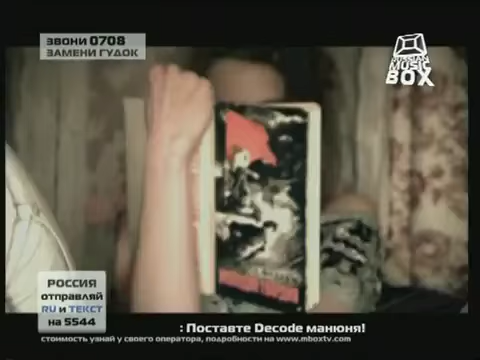 ЗВОНИ 0708
ЗАМЕНИ ГУДОК
RUSSIAN
MUSIC
BOX
РОССИЯ
отправляй
RU и ТЕКСТ
на 5544
: Поставте Decode манюня!
стоимость узнай у своего оператора, подробности на www.mboxtv.com